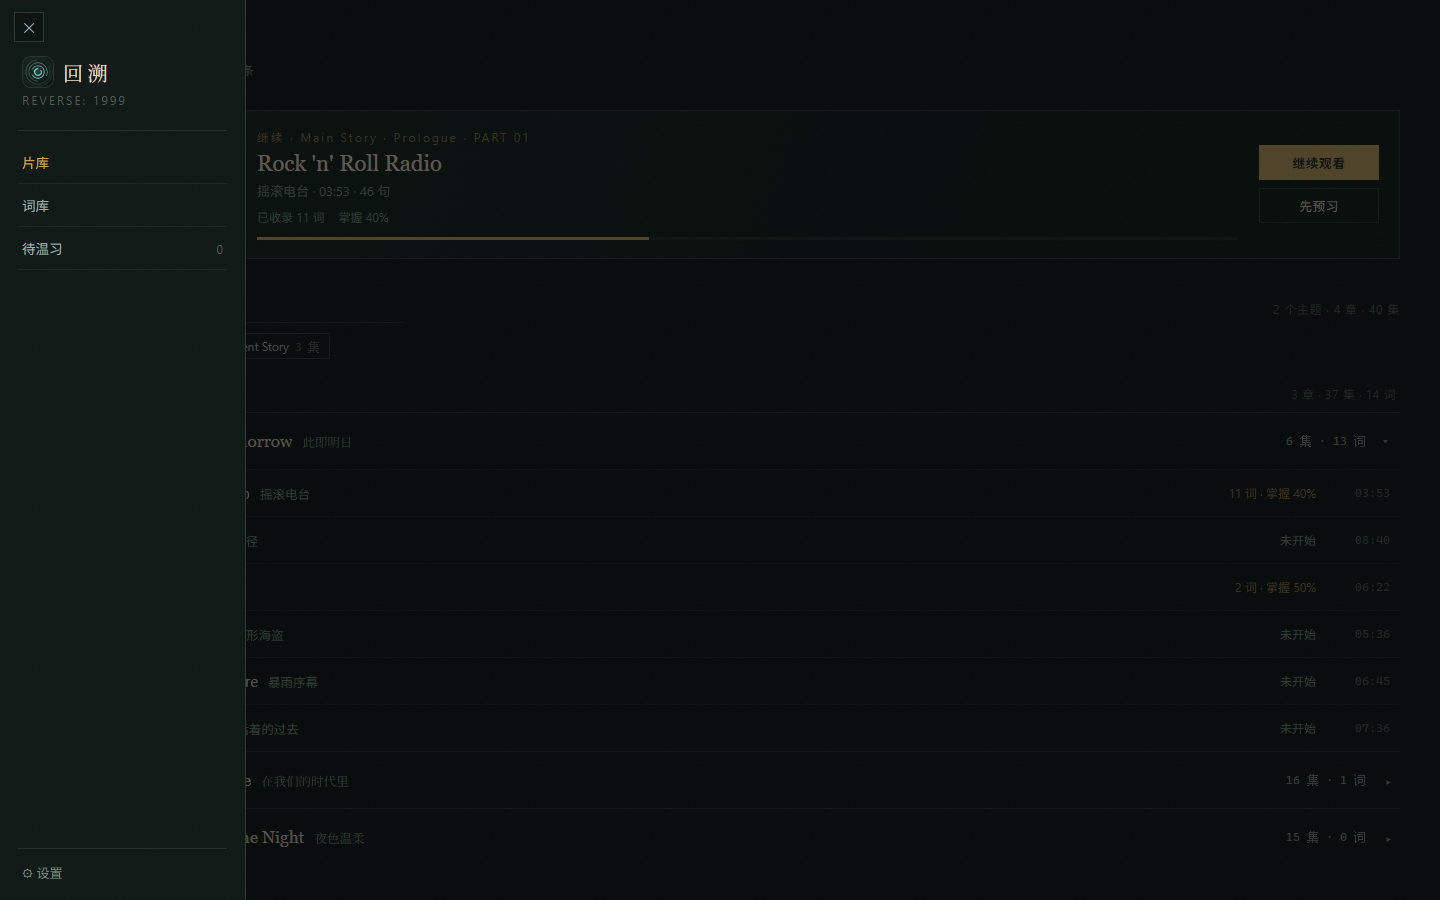 回溯
REVERSE: 1999
片库
词库
待温习 0
设置
条
继续 · Main Story · Prologue · PART 01
Rock 'n' Roll Radio
摇滚电台 · 03:53 · 46 句
已收录 11 词 掌握 40%
继续观看
先预习
2 个主题 · 4 章 · 40 集
ent Story 3 集
3 章 · 37 集 · 14 词
orrow 此即明日 6 集 · 13 词
o 摇滚电台 11 词 · 掌握 40% 03:53
径 未开始 08:40
2 词 · 掌握 50% 06:22
形海盗 未开始 05:36
re 暴雨序幕 未开始 06:45
活着的过去 未开始 07:36
e 在我们的时代里 16 集 · 1 词
he Night 夜色温柔 15 集 · 0 词